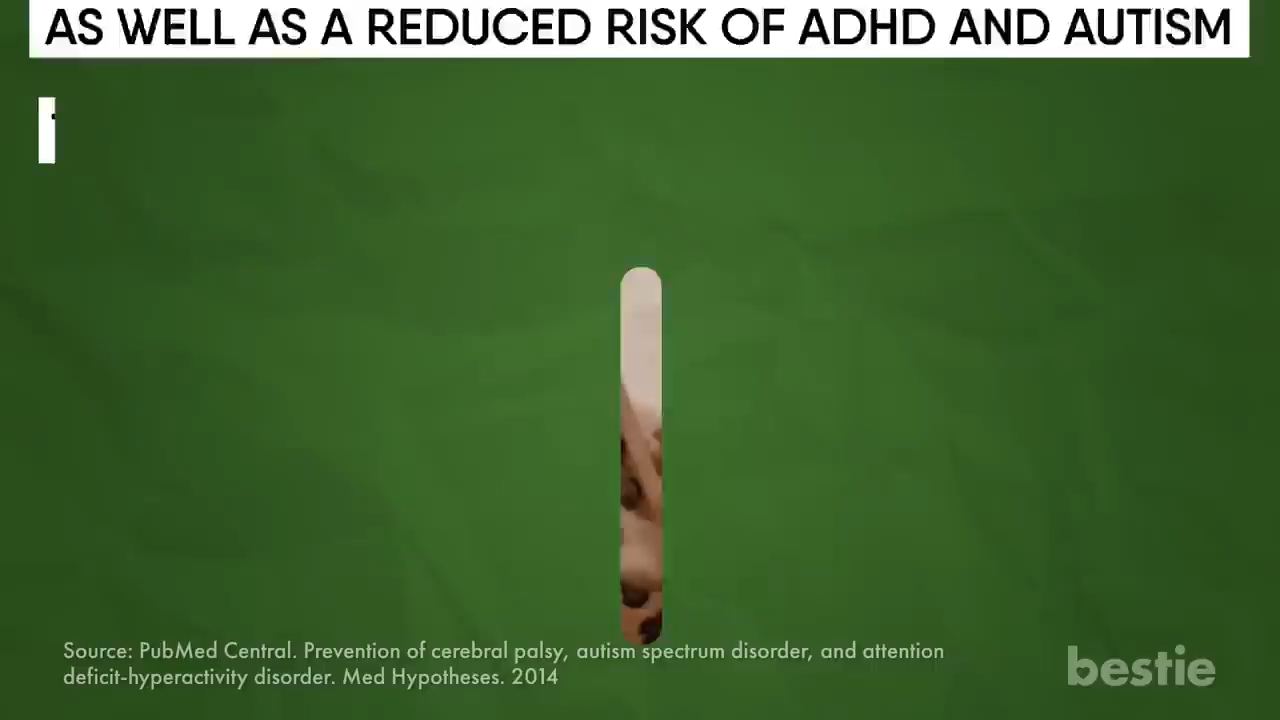 AS WELL AS A REDUCED RISK OF ADHD AND AUTISM
Source: PubMed Central. Prevention of cerebral palsy, autism spectrum disorder, and attention
deficit-hyperactivity disorder. Med Hypotheses. 2014
bestie